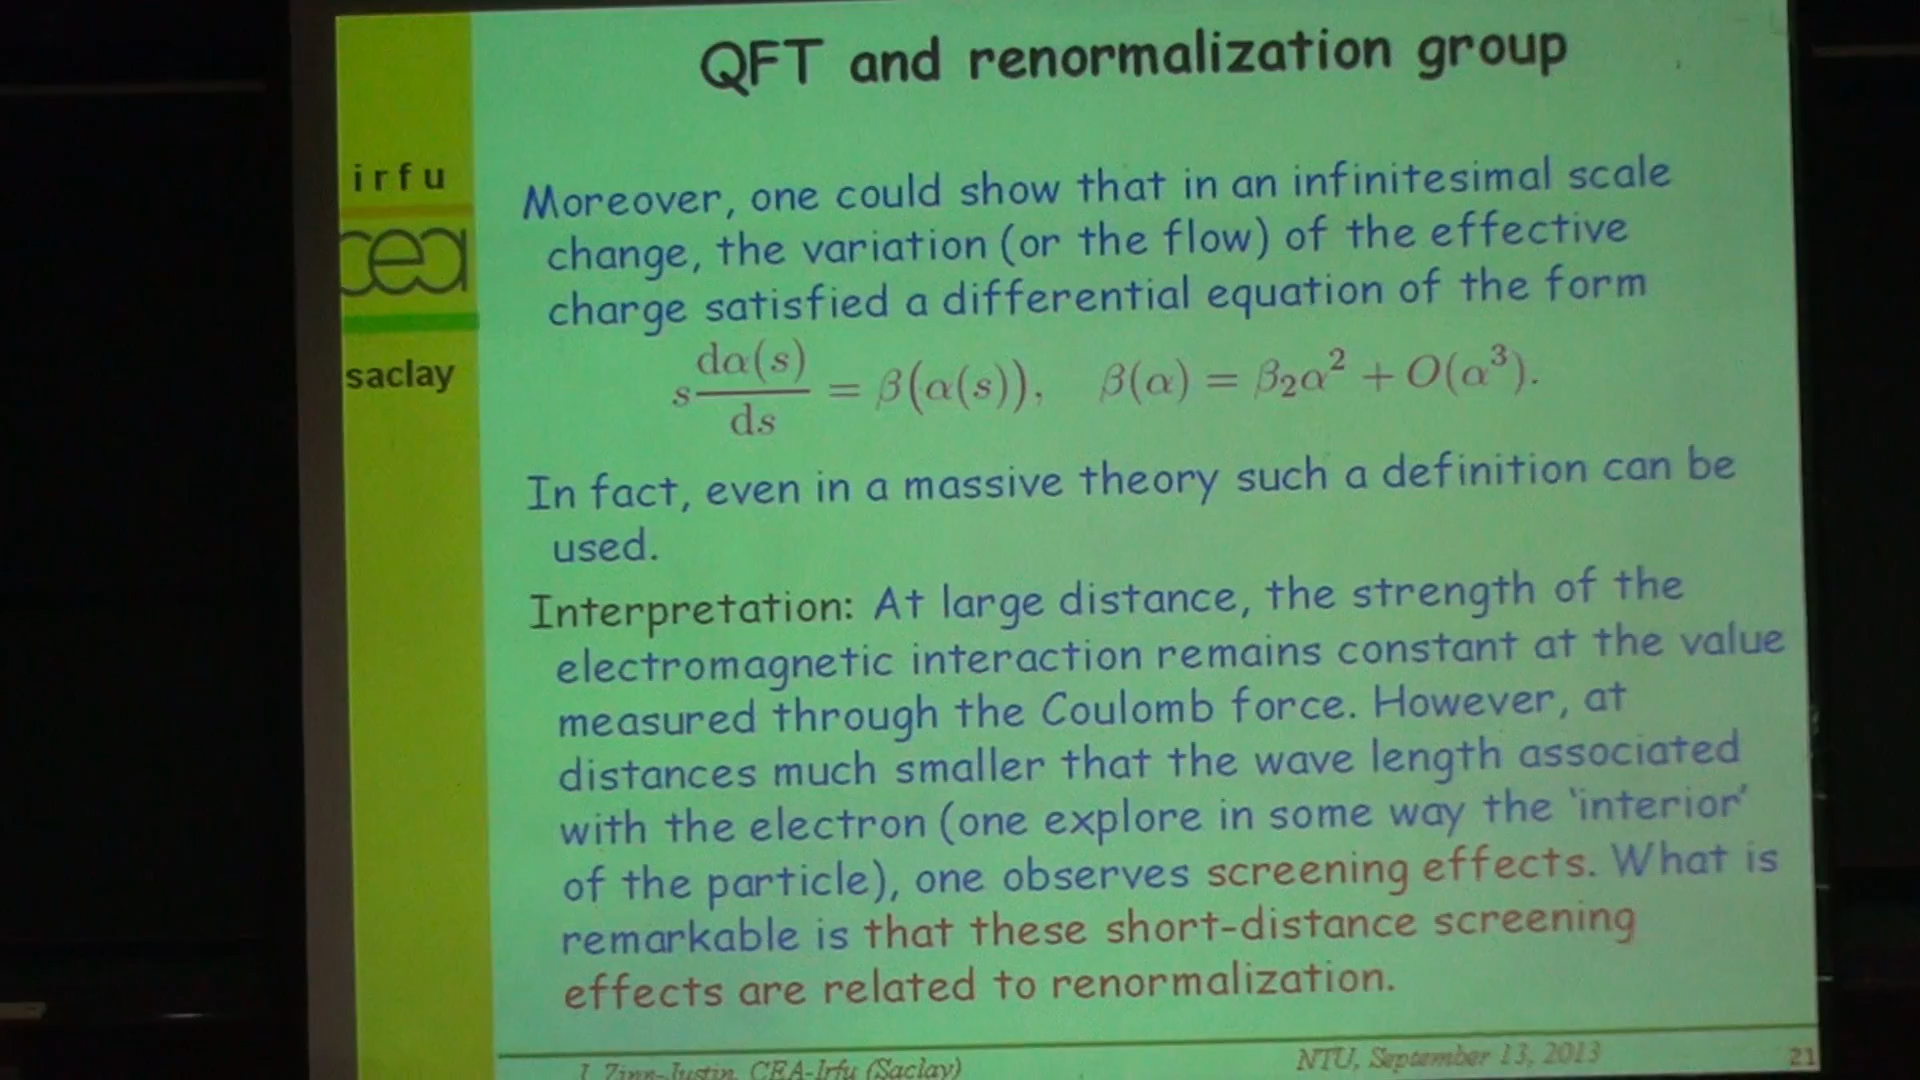 QFT and renormalization group
irfu
cea
saclay
Moreover, one could show that in an infinitesimal scale
change, the variation (or the flow) of the effective
charge satisfied a differential equation of the form
s dα(s)/ds = β(α(s)), β(α) = β₂α² + O(α³).
In fact, even in a massive theory such a definition can be
used.
Interpretation: At large distance, the strength of the
electromagnetic interaction remains constant at the value
measured through the Coulomb force. However, at
distances much smaller that the wave length associated
with the electron (one explore in some way the 'interior'
of the particle), one observes screening effects. What is
remarkable is that these short-distance screening
effects are related to renormalization.
J. Zinn-Justin, CEA-Irfu (Saclay)
NTU, September 13, 2013
21